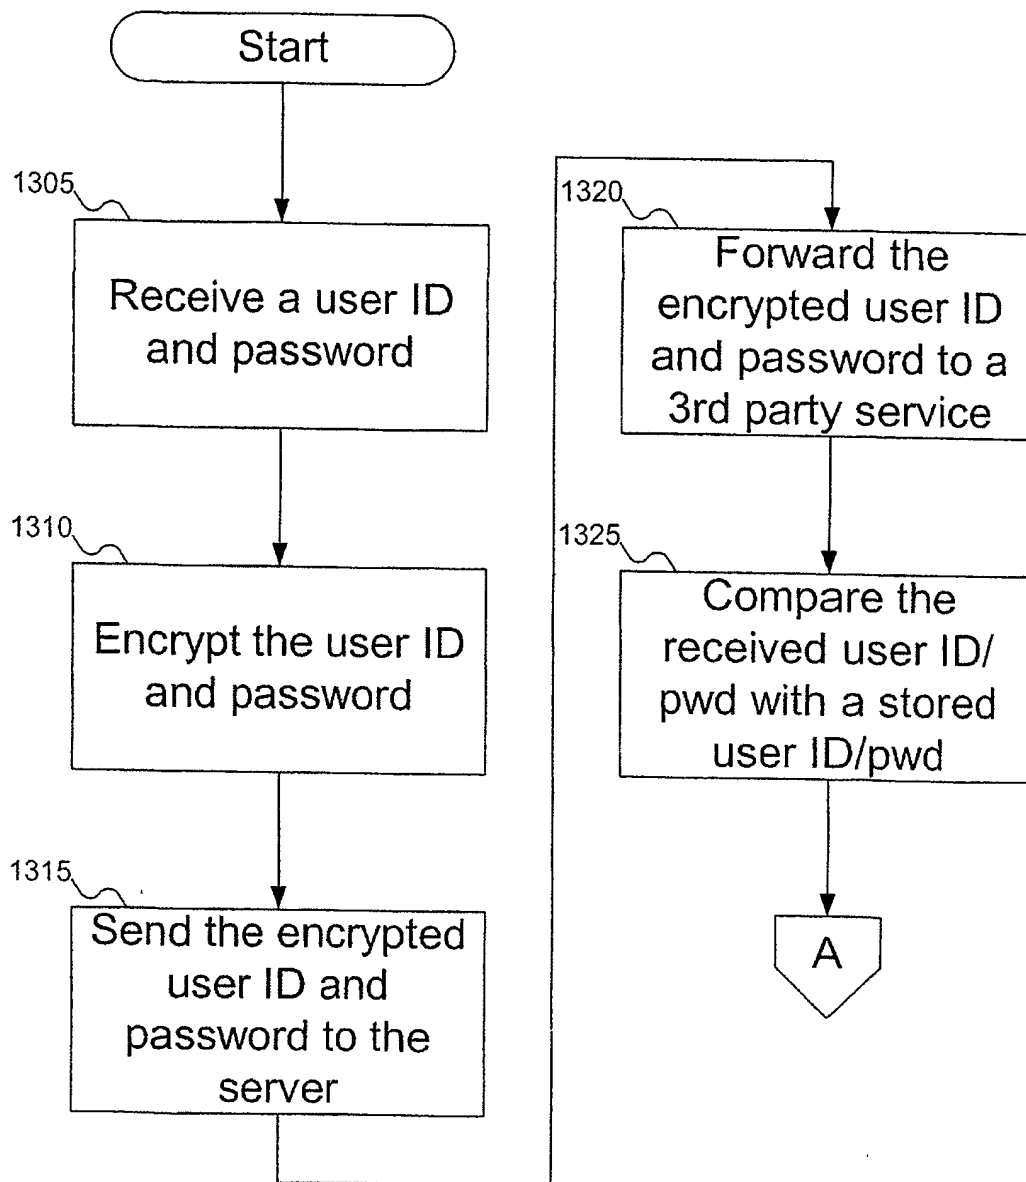 Start
1305
Receive a user ID
and password
1310
Encrypt the user ID
and password
1315
Send the encrypted
user ID and
password to the
server
1320
Forward the
encrypted user ID
and password to a
3rd party service
1325
Compare the
received user ID/
pwd with a stored
user ID/pwd
A